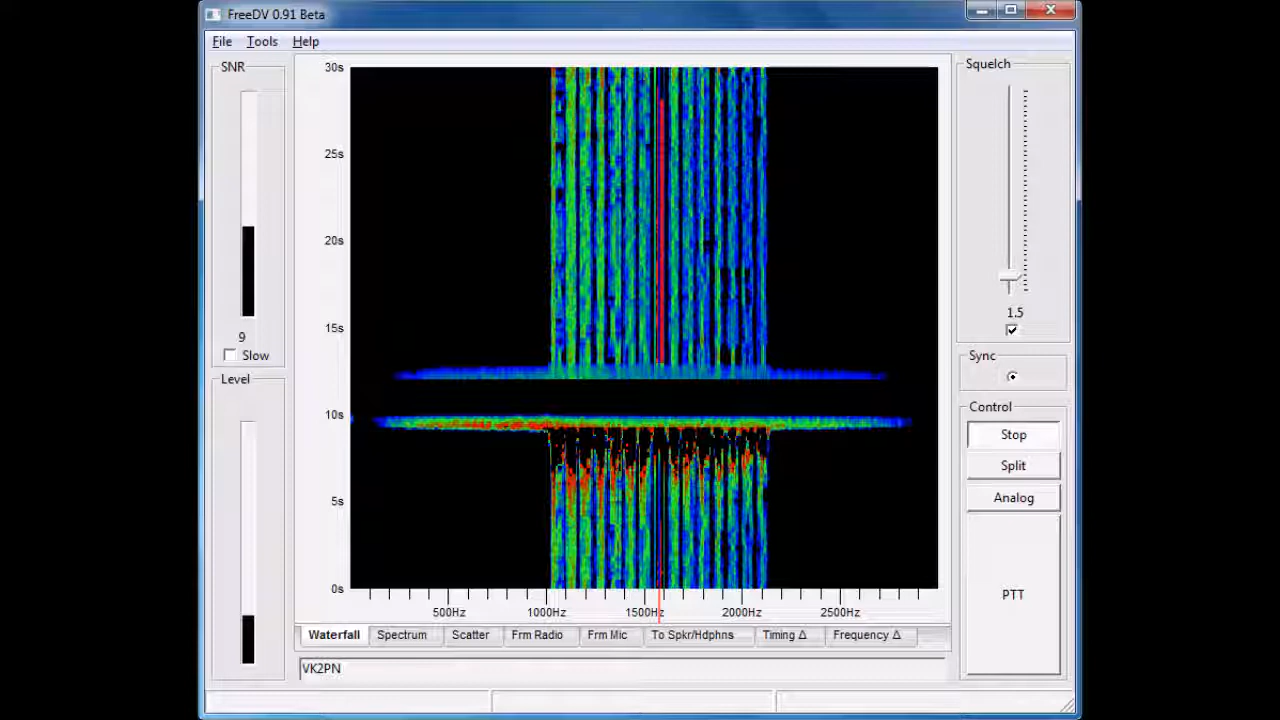 FreeDV 0.91 Beta
File Tools Help
SNR
9
Slow
Level
30s
25s
20s
15s
10s
5s
0s
500Hz 1000Hz 1500Hz 2000Hz 2500Hz
Waterfall Spectrum Scatter Frm Radio Frm Mic To Spkr/Hdphns Timing Δ Frequency Δ
VK2PN
Squelch
1.5
Sync
Control
Stop
Split
Analog
PTT